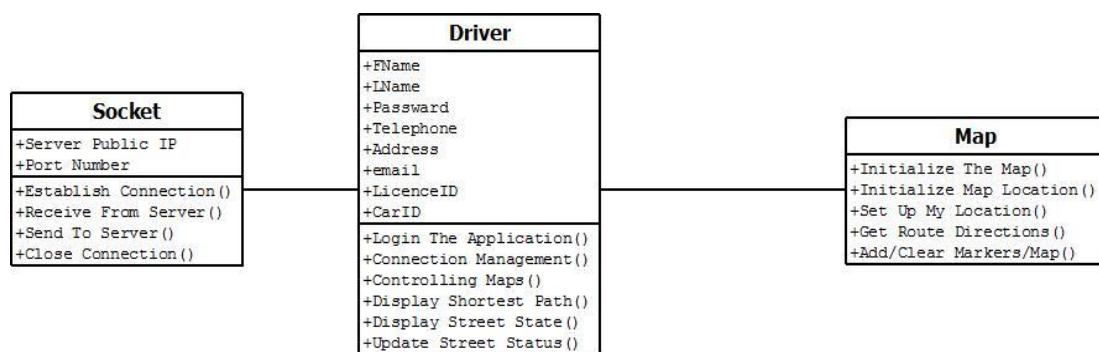 Socket
+Server Public IP
+Port Number
+Establish Connection()
+Receive From Server()
+Send To Server()
+Close Connection()
Driver
+FName
+LName
+Passward
+Telephone
+Address
+email
+LicenceID
+CarID
+Login The Application()
+Connection Management()
+Controlling Maps()
+Display Shortest Path()
+Display Street State()
+Update Street Status()
Map
+Initialize The Map()
+Initialize Map Location()
+Set Up My Location()
+Get Route Directions()
+Add/Clear Markers/Map()